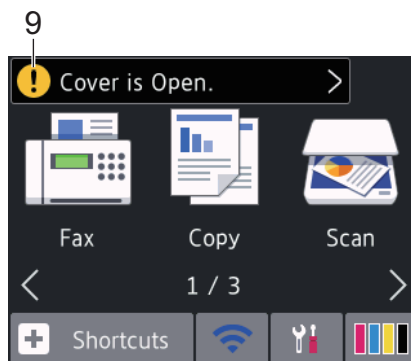 9
! Cover is Open. >
Fax Copy Scan
< 1 / 3 >
+ Shortcuts